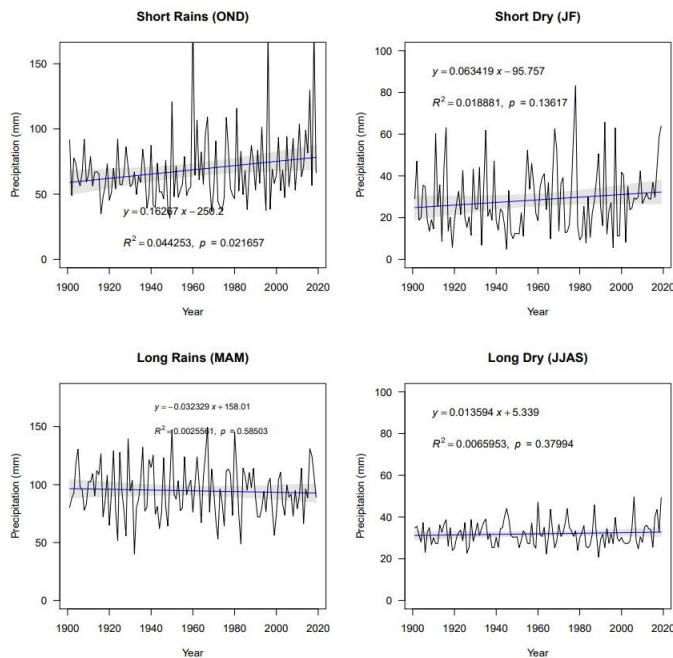 Short Rains (OND)
Precipitation (mm)
150
100
50
0
y = 0.16267 x − 250.2
R² = 0.044253, p = 0.021657
1900 1920 1940 1960 1980 2000 2020
Year
Short Dry (JF)
Precipitation (mm)
100
80
60
40
20
0
y = 0.063419 x − 95.757
R² = 0.018881, p = 0.13617
1900 1920 1940 1960 1980 2000 2020
Year
Long Rains (MAM)
Precipitation (mm)
150
100
50
0
y = −0.032329 x + 158.01
R² = 0.0025561, p = 0.58503
1900 1920 1940 1960 1980 2000 2020
Year
Long Dry (JJAS)
Precipitation (mm)
100
80
60
40
20
0
y = 0.013594 x + 5.339
R² = 0.0065953, p = 0.37994
1900 1920 1940 1960 1980 2000 2020
Year